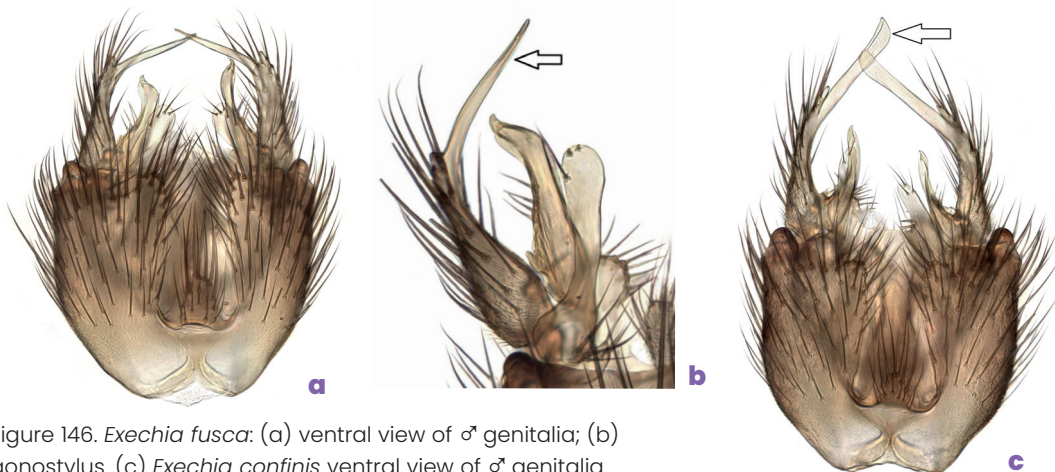 a
b
c
igure 146. Exechia fusca: (a) ventral view of ♂ genitalia; (b)
gonostylus. (c) Exechia confinis ventral view of ♂ genitalia